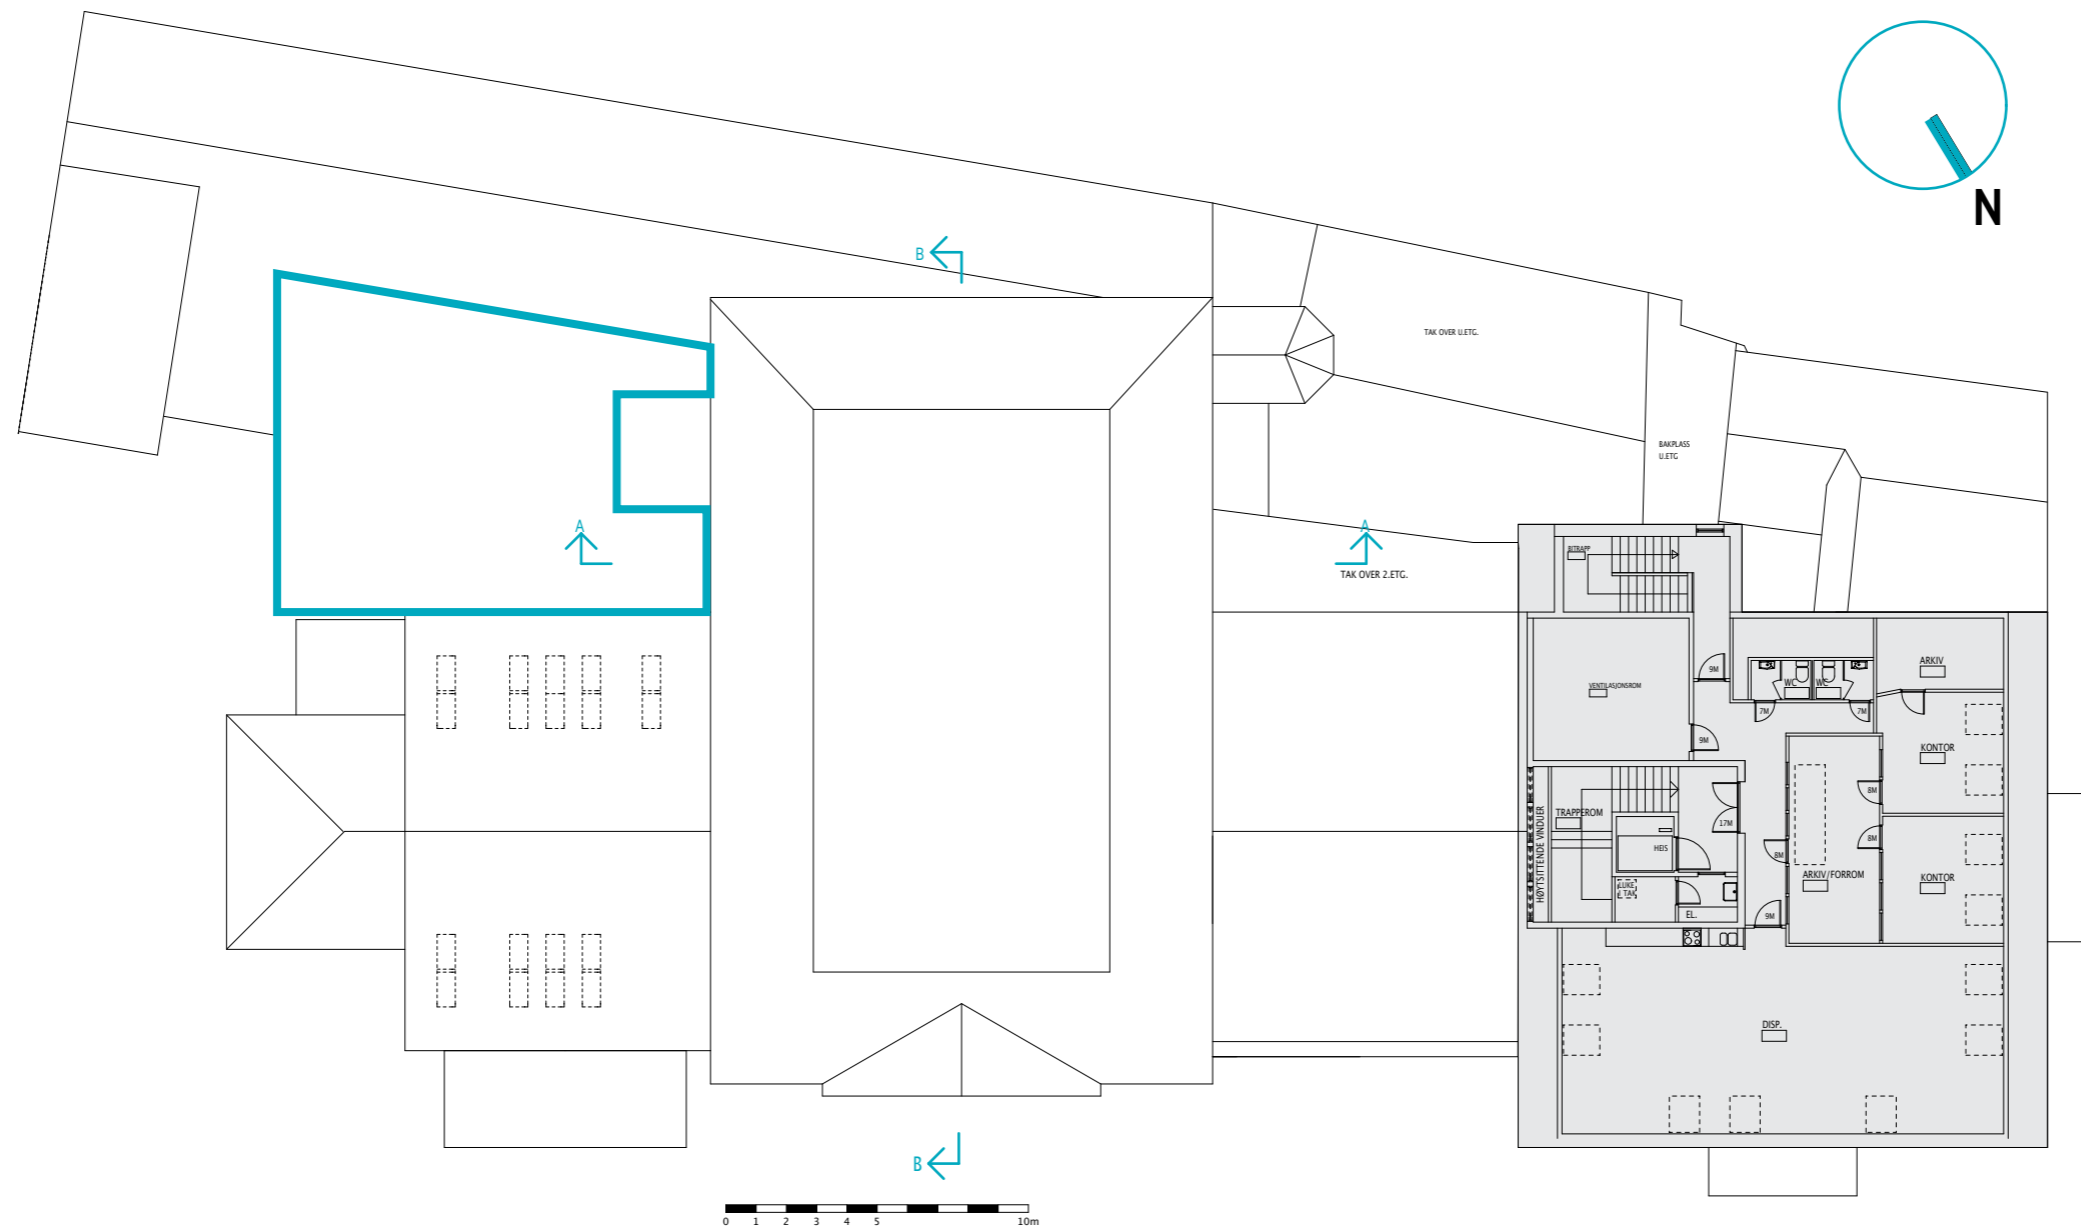 N
B
TAK OVER U.ETG.
BAKPLASS
U.ETG
A
A
TAK OVER 2.ETG.
BITRAPP
ARKIV
9M
WC
WC
VENTILASJONSROM
7M
7M
9M
KONTOR
8M
TRAPPEROM
17M
HØYTSITTENDE VINDUER
HEIS
8M
8M
ARKIV/FORROM
KONTOR
LUKE
I TAK
EL.
9M
DISP.
B
0 1 2 3 4 5 10m